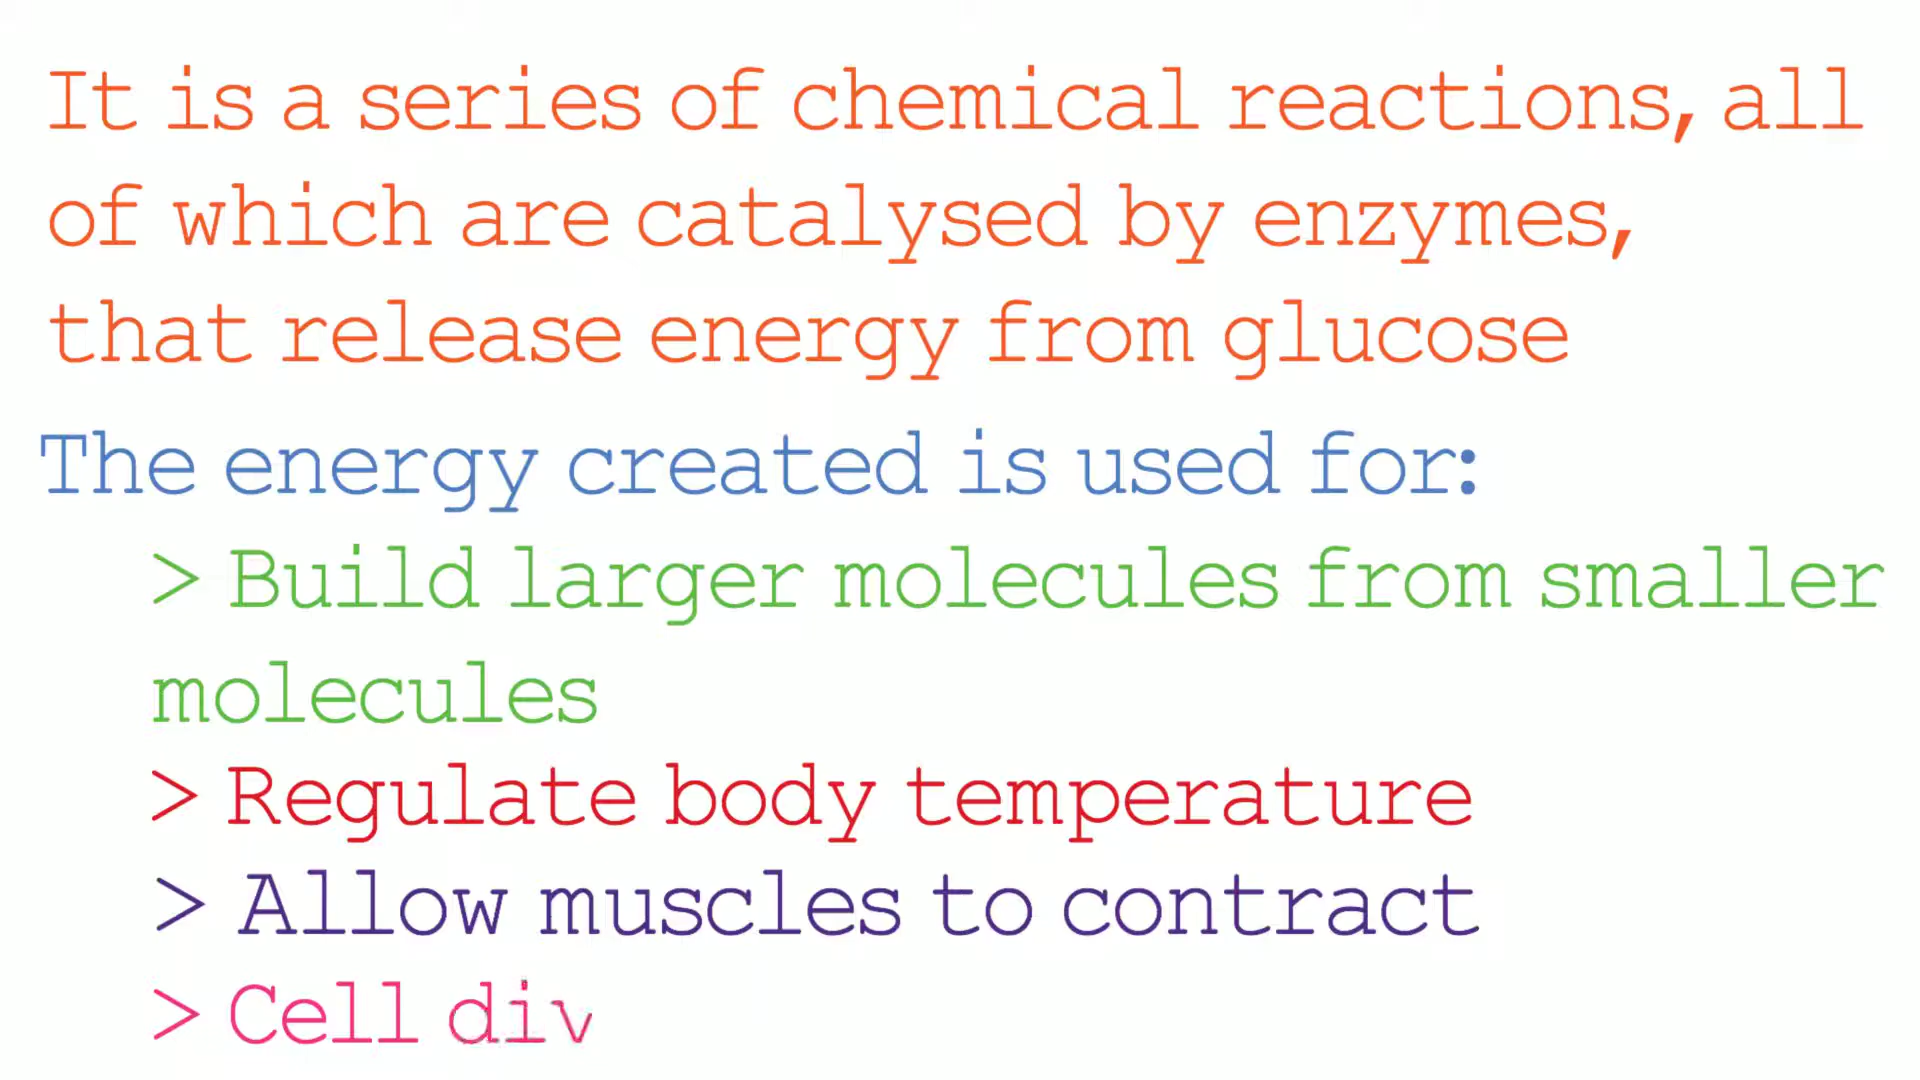 It is a series of chemical reactions, all
of which are catalysed by enzymes,
that release energy from glucose
The energy created is used for:
> Build larger molecules from smaller
molecules
> Regulate body temperature
> Allow muscles to contract
> Cell div